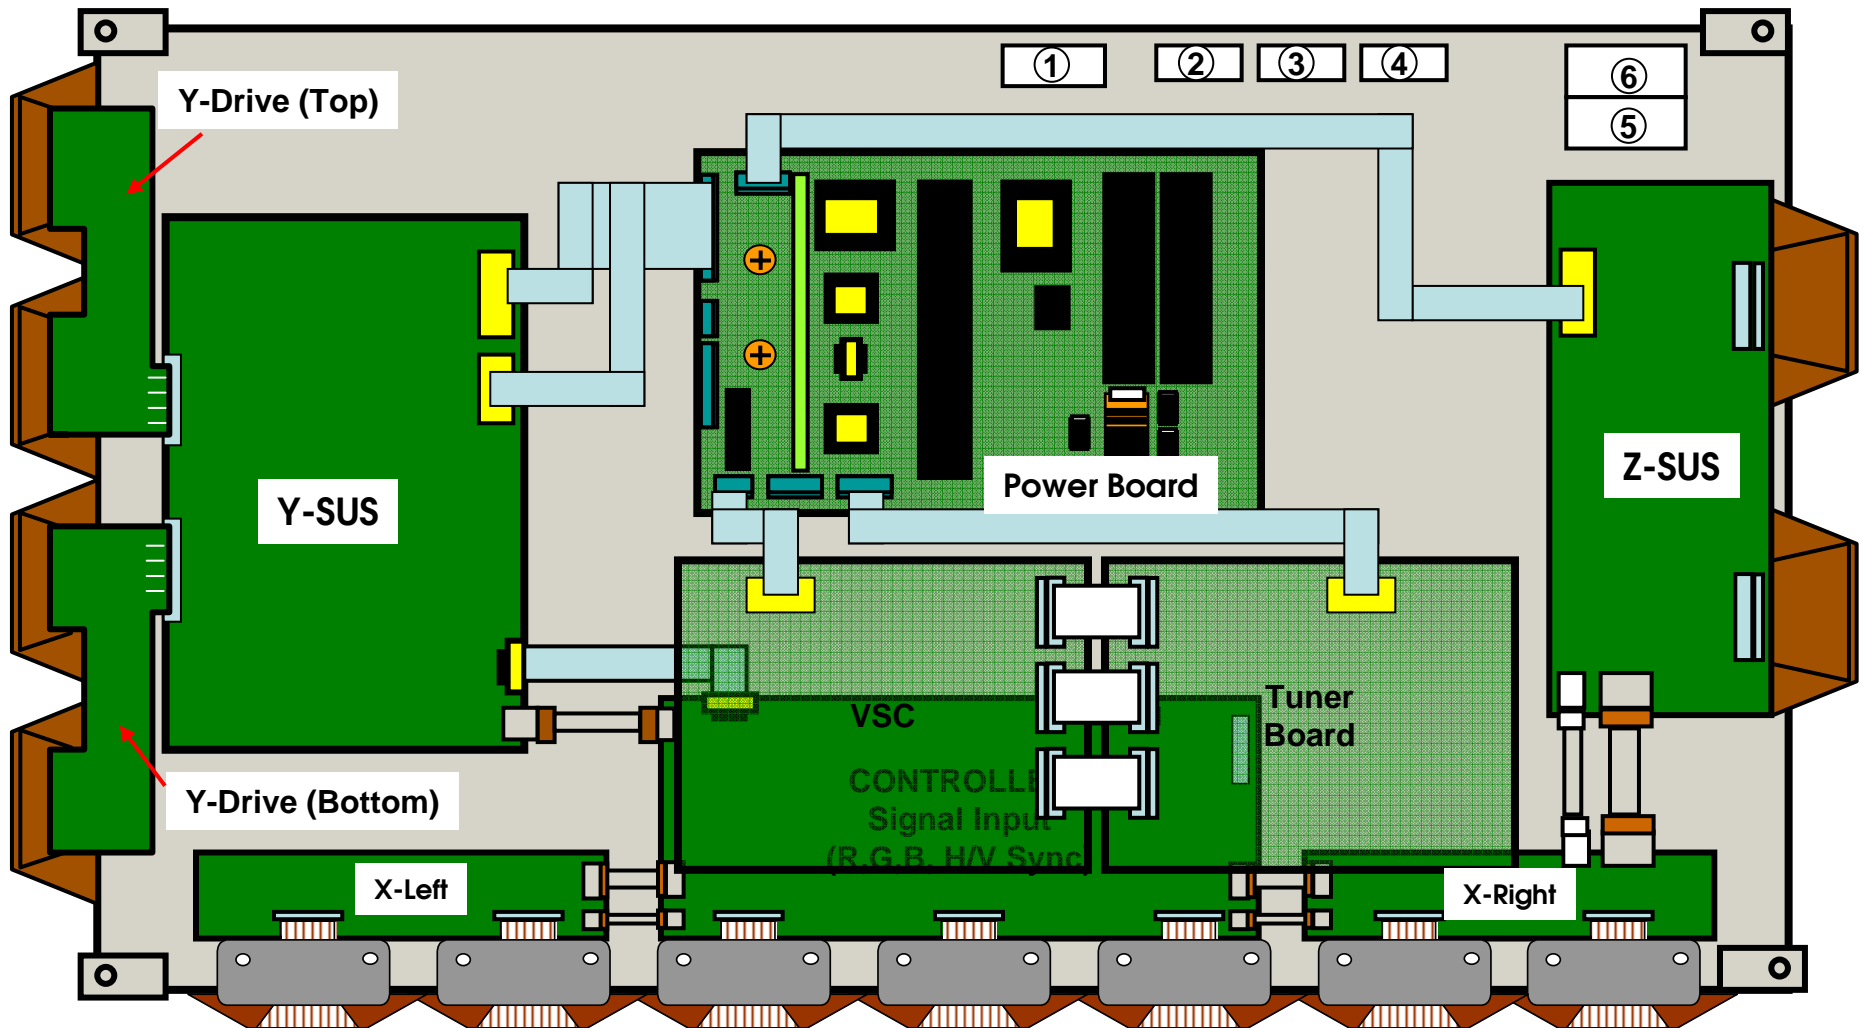 ① ② ③ ④ ⑥
⑤
Y-Drive (Top)
Y-SUS
Power Board
Z-SUS
VSC
Tuner
Board
CONTROLLE
Signal Input
(R.G.B. H/V Sync
Y-Drive (Bottom)
X-Left
X-Right